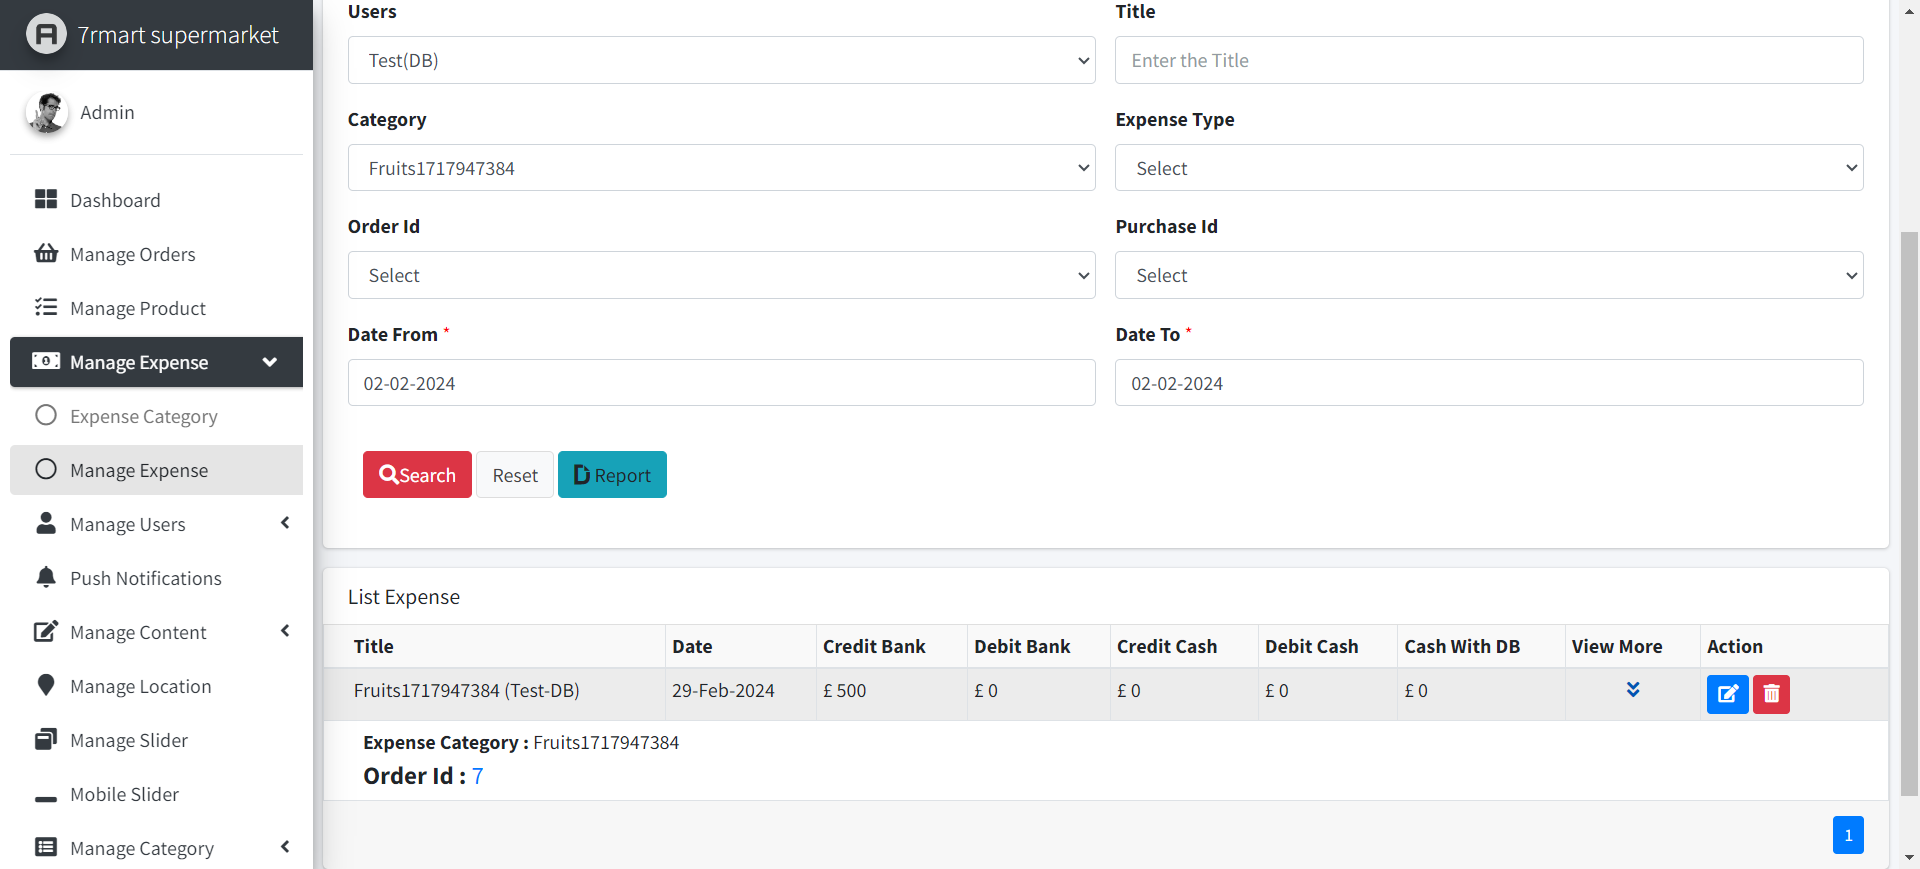 7rmart supermarket
Admin
Dashboard
Manage Orders
Manage Product
Manage Expense
Expense Category
Manage Expense
Manage Users
Push Notifications
Manage Content
Manage Location
Manage Slider
Mobile Slider
Manage Category
Users Title
Test(DB) Enter the Title
Category Expense Type
Fruits1717947384 Select
Order Id Purchase Id
Select Select
Date From * Date To *
02-02-2024 02-02-2024
Search Reset Report
List Expense
Title Date Credit Bank Debit Bank Credit Cash Debit Cash Cash With DB View More Action
Fruits1717947384 (Test-DB) 29-Feb-2024 £ 500 £ 0 £ 0 £ 0 £ 0
Expense Category : Fruits1717947384
Order Id : 7
1